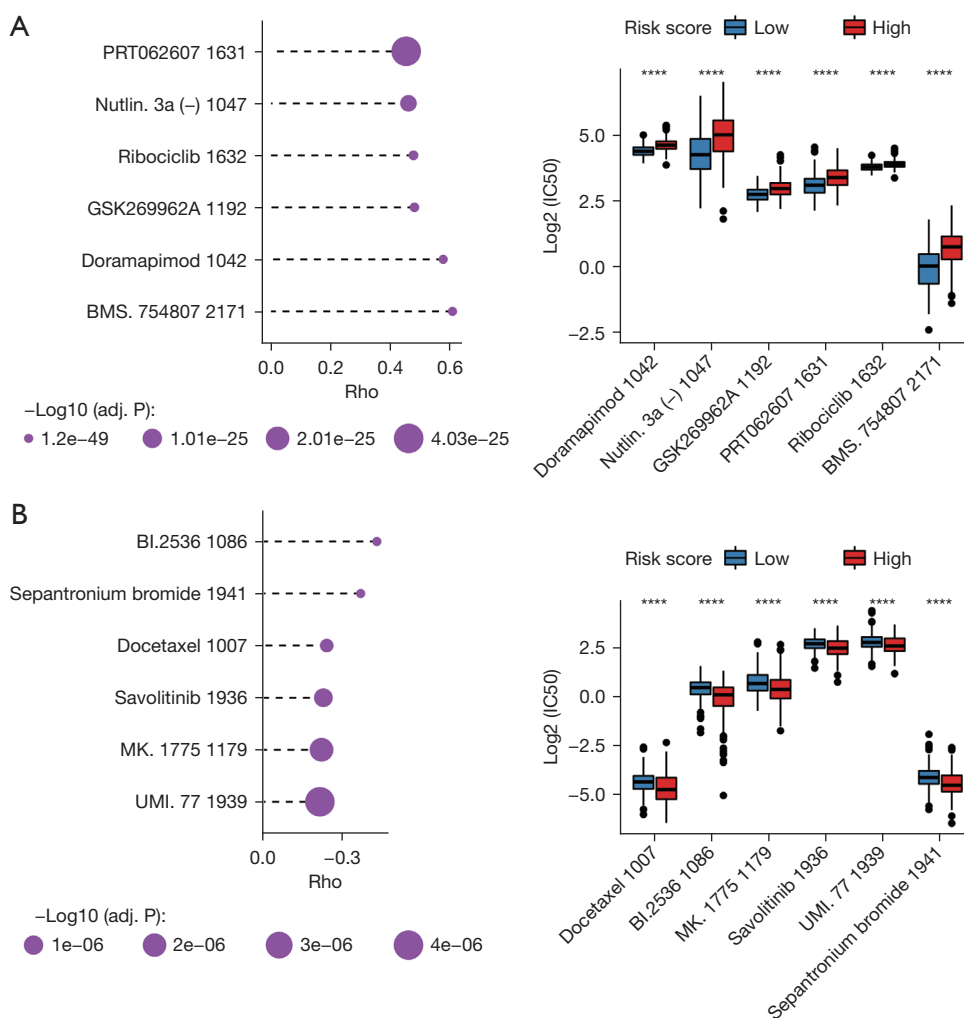 A
PRT062607 1631
Nutlin. 3a (−) 1047
Ribociclib 1632
GSK269962A 1192
Doramapimod 1042
BMS. 754807 2171
0.0 0.2 0.4 0.6
Rho
−Log10 (adj. P):
1.2e−49 1.01e−25 2.01e−25 4.03e−25
Risk score Low High
**** **** **** **** **** ****
Log2 (IC50)
5.0
2.5
0.0
−2.5
Doramapimod 1042
Nutlin. 3a (−) 1047
GSK269962A 1192
PRT062607 1631
Ribociclib 1632
BMS. 754807 2171
B
BI.2536 1086
Sepantronium bromide 1941
Docetaxel 1007
Savolitinib 1936
MK. 1775 1179
UMI. 77 1939
0.0 −0.3
Rho
−Log10 (adj. P):
1e−06 2e−06 3e−06 4e−06
Risk score Low High
**** **** **** **** **** ****
Log2 (IC50)
2.5
0.0
−2.5
−5.0
Docetaxel 1007
BI.2536 1086
MK. 1775 1179
Savolitinib 1936
UMI. 77 1939
Sepantronium bromide 1941